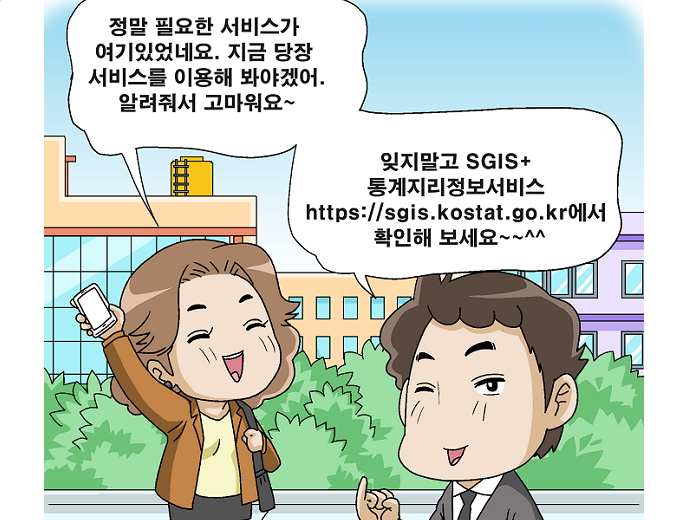 정말 필요한 서비스가
여기있었네요. 지금 당장
서비스를 이용해 봐야겠어.
알려줘서 고마워요~
잊지말고 SGIS+
통계지리정보서비스
https://sgis.kostat.go.kr에서
확인해 보세요~~^^